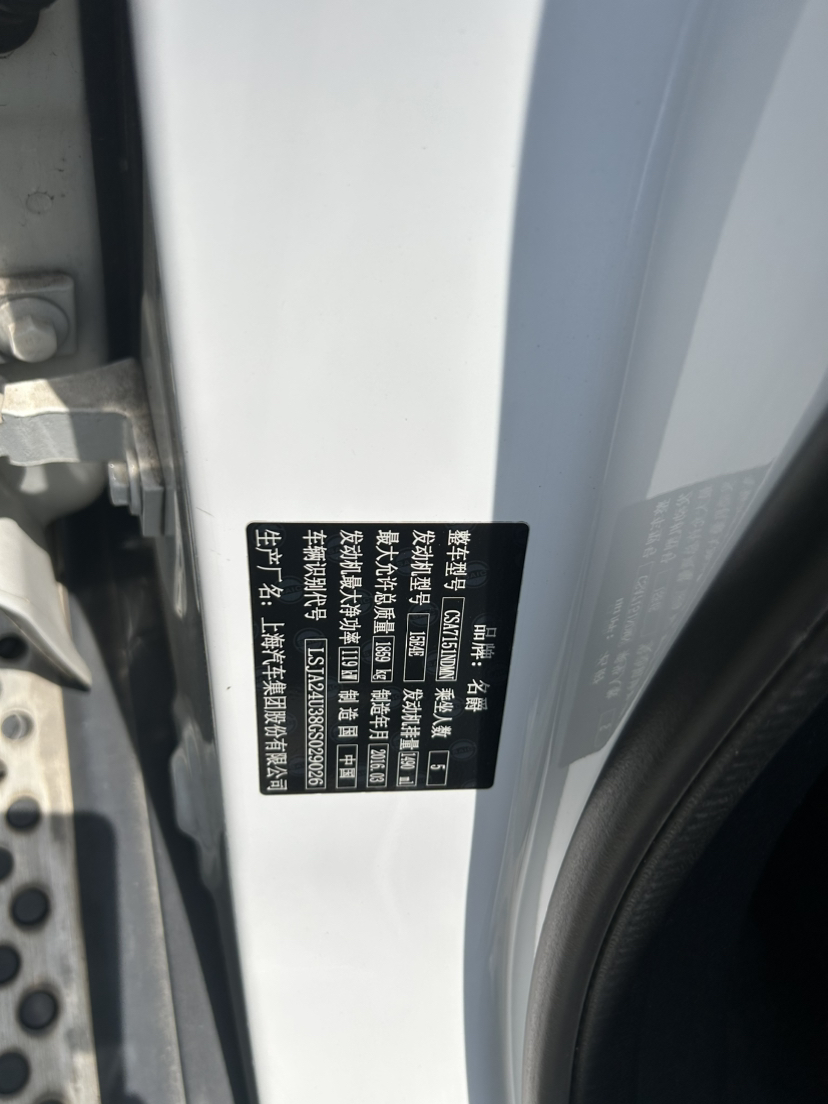 品牌：名爵
整车型号 CSA7151NDMN 乘坐人数 5
发动机型号 15E4E 发动机排量 1490 ml
最大允许总质量 1859 kg 制造年月 2016.03
发动机最大净功率 119 kW 制造国 中国
车辆识别代号 LSJA24U38GS029026
生产厂名：上海汽车集团股份有限公司